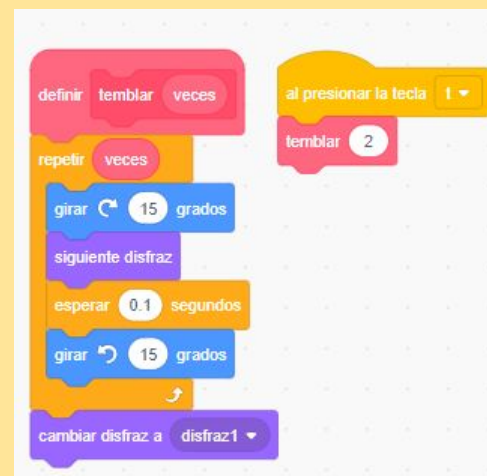 definir temblar veces
repetir veces
girar 15 grados
siguiente disfraz
esperar 0.1 segundos
girar 15 grados
cambiar disfraz a disfraz1
al presionar la tecla t
temblar 2